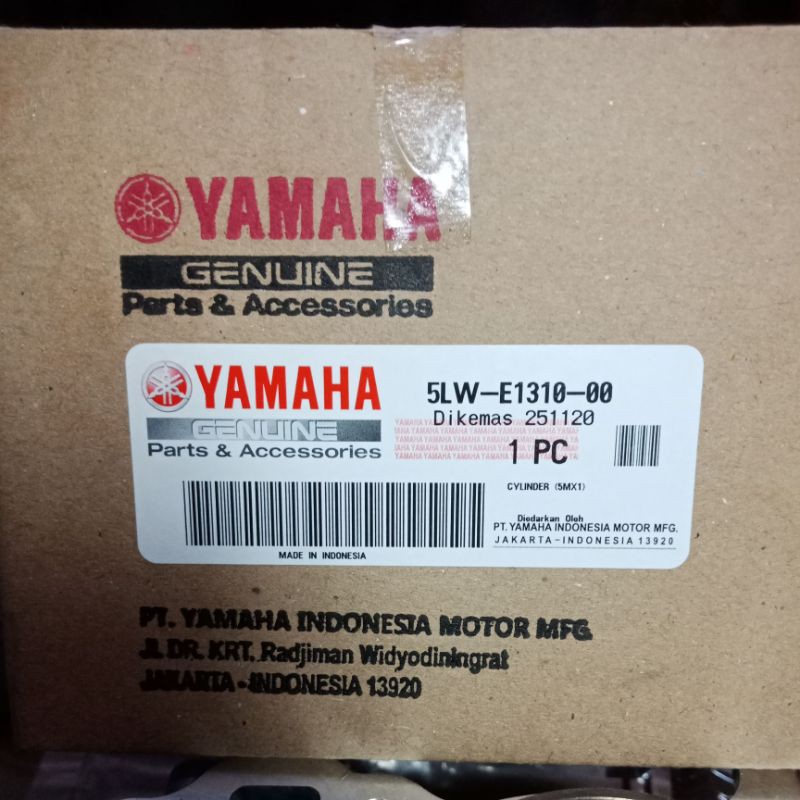 YAMAHA
GENUINE
Parts & Accessories
YAMAHA
GENUINE
Parts & Accessories
5LW-E1310-00
Dikemas 251120
1 PC
CYLINDER (5MX1)
MADE IN INDONESIA
Diedarkan Oleh
PT. YAMAHA INDONESIA MOTOR MFG.
JAKARTA-INDONESIA 13920
PT. YAMAHA INDONESIA MOTOR MFG
Jl. DR. KRT. Radjiman Widyodiningrat
JAKARTA-INDONESIA 13920